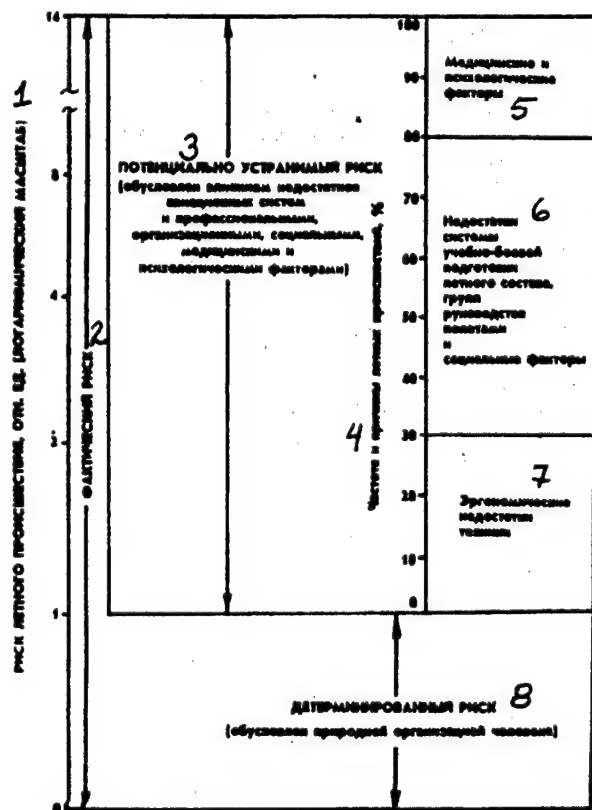 14
100
90
80
70
60
50
40
30
20
10
0
8
4
2
1
0
РИСК ЛЕТНОГО ПРОИСШЕСТВИЯ, ОТН. ЕД. (ЛОГАРИФМИЧЕСКИЙ МАСШТАБ) 1
ФАКТИЧЕСКИЙ РИСК 2
3
ПОТЕНЦИАЛЬНО УСТРАНИМЫЙ РИСК
(обусловлен влиянием недостатков
авиационных систем
и профессиональными,
организационными, социальными,
медицинскими и
психологическими факторами)
Частота и причины летных происшествий, %
4
Медицинские и
психологические
факторы 5
6
Недостатки
системы
учебно-боевой
подготовки
летного состава,
групп
руководства
полетами
и
социальные факторы
7
Эргономические
недостатки
техники
ДЕТЕРМИНИРОВАННЫЙ РИСК 8
(обусловлен природной организацией человека)